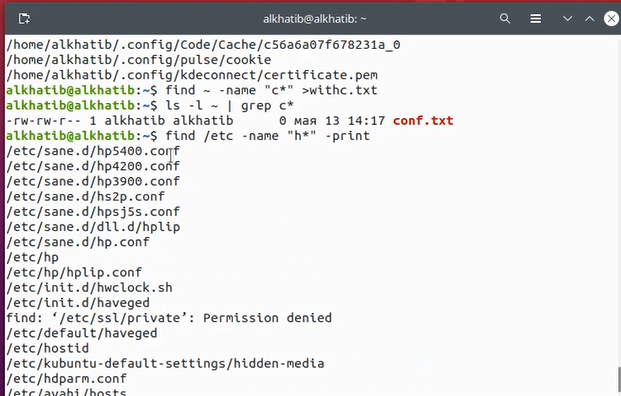 alkhatib@alkhatib: ~
/home/alkhatib/.config/Code/Cache/c56a6a07f678231a_0
/home/alkhatib/.config/pulse/cookie
/home/alkhatib/.config/kdeconnect/certificate.pem
alkhatib@alkhatib:~$ find ~ -name "c*" >withc.txt
alkhatib@alkhatib:~$ ls -l ~ | grep c*
-rw-rw-r-- 1 alkhatib alkhatib      0 мая 13 14:17 conf.txt
alkhatib@alkhatib:~$ find /etc -name "h*" -print
/etc/sane.d/hp5400.conf
/etc/sane.d/hp4200.conf
/etc/sane.d/hp3900.conf
/etc/sane.d/hs2p.conf
/etc/sane.d/hpsj5s.conf
/etc/sane.d/dll.d/hplip
/etc/sane.d/hp.conf
/etc/hp
/etc/hp/hplip.conf
/etc/init.d/hwclock.sh
/etc/init.d/haveged
find: ‘/etc/ssl/private’: Permission denied
/etc/default/haveged
/etc/hostid
/etc/kubuntu-default-settings/hidden-media
/etc/hdparm.conf
/etc/avahi/hosts